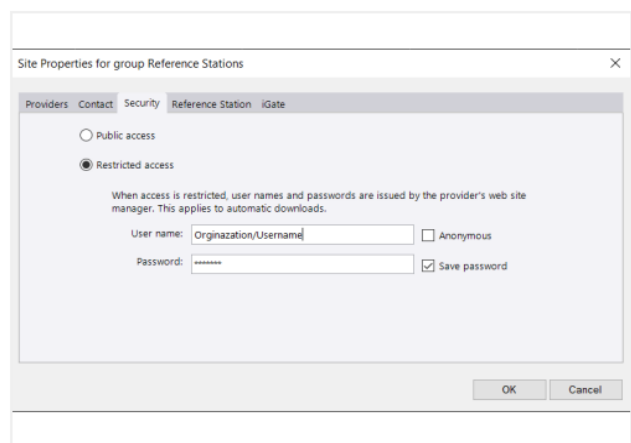 Site Properties for group Reference Stations
Providers Contact Security Reference Station iGate
Public access
Restricted access
When access is restricted, user names and passwords are issued by the provider's web site
manager. This applies to automatic downloads.
User name: Orginazation/Username Anonymous
Password: ******* Save password
OK Cancel